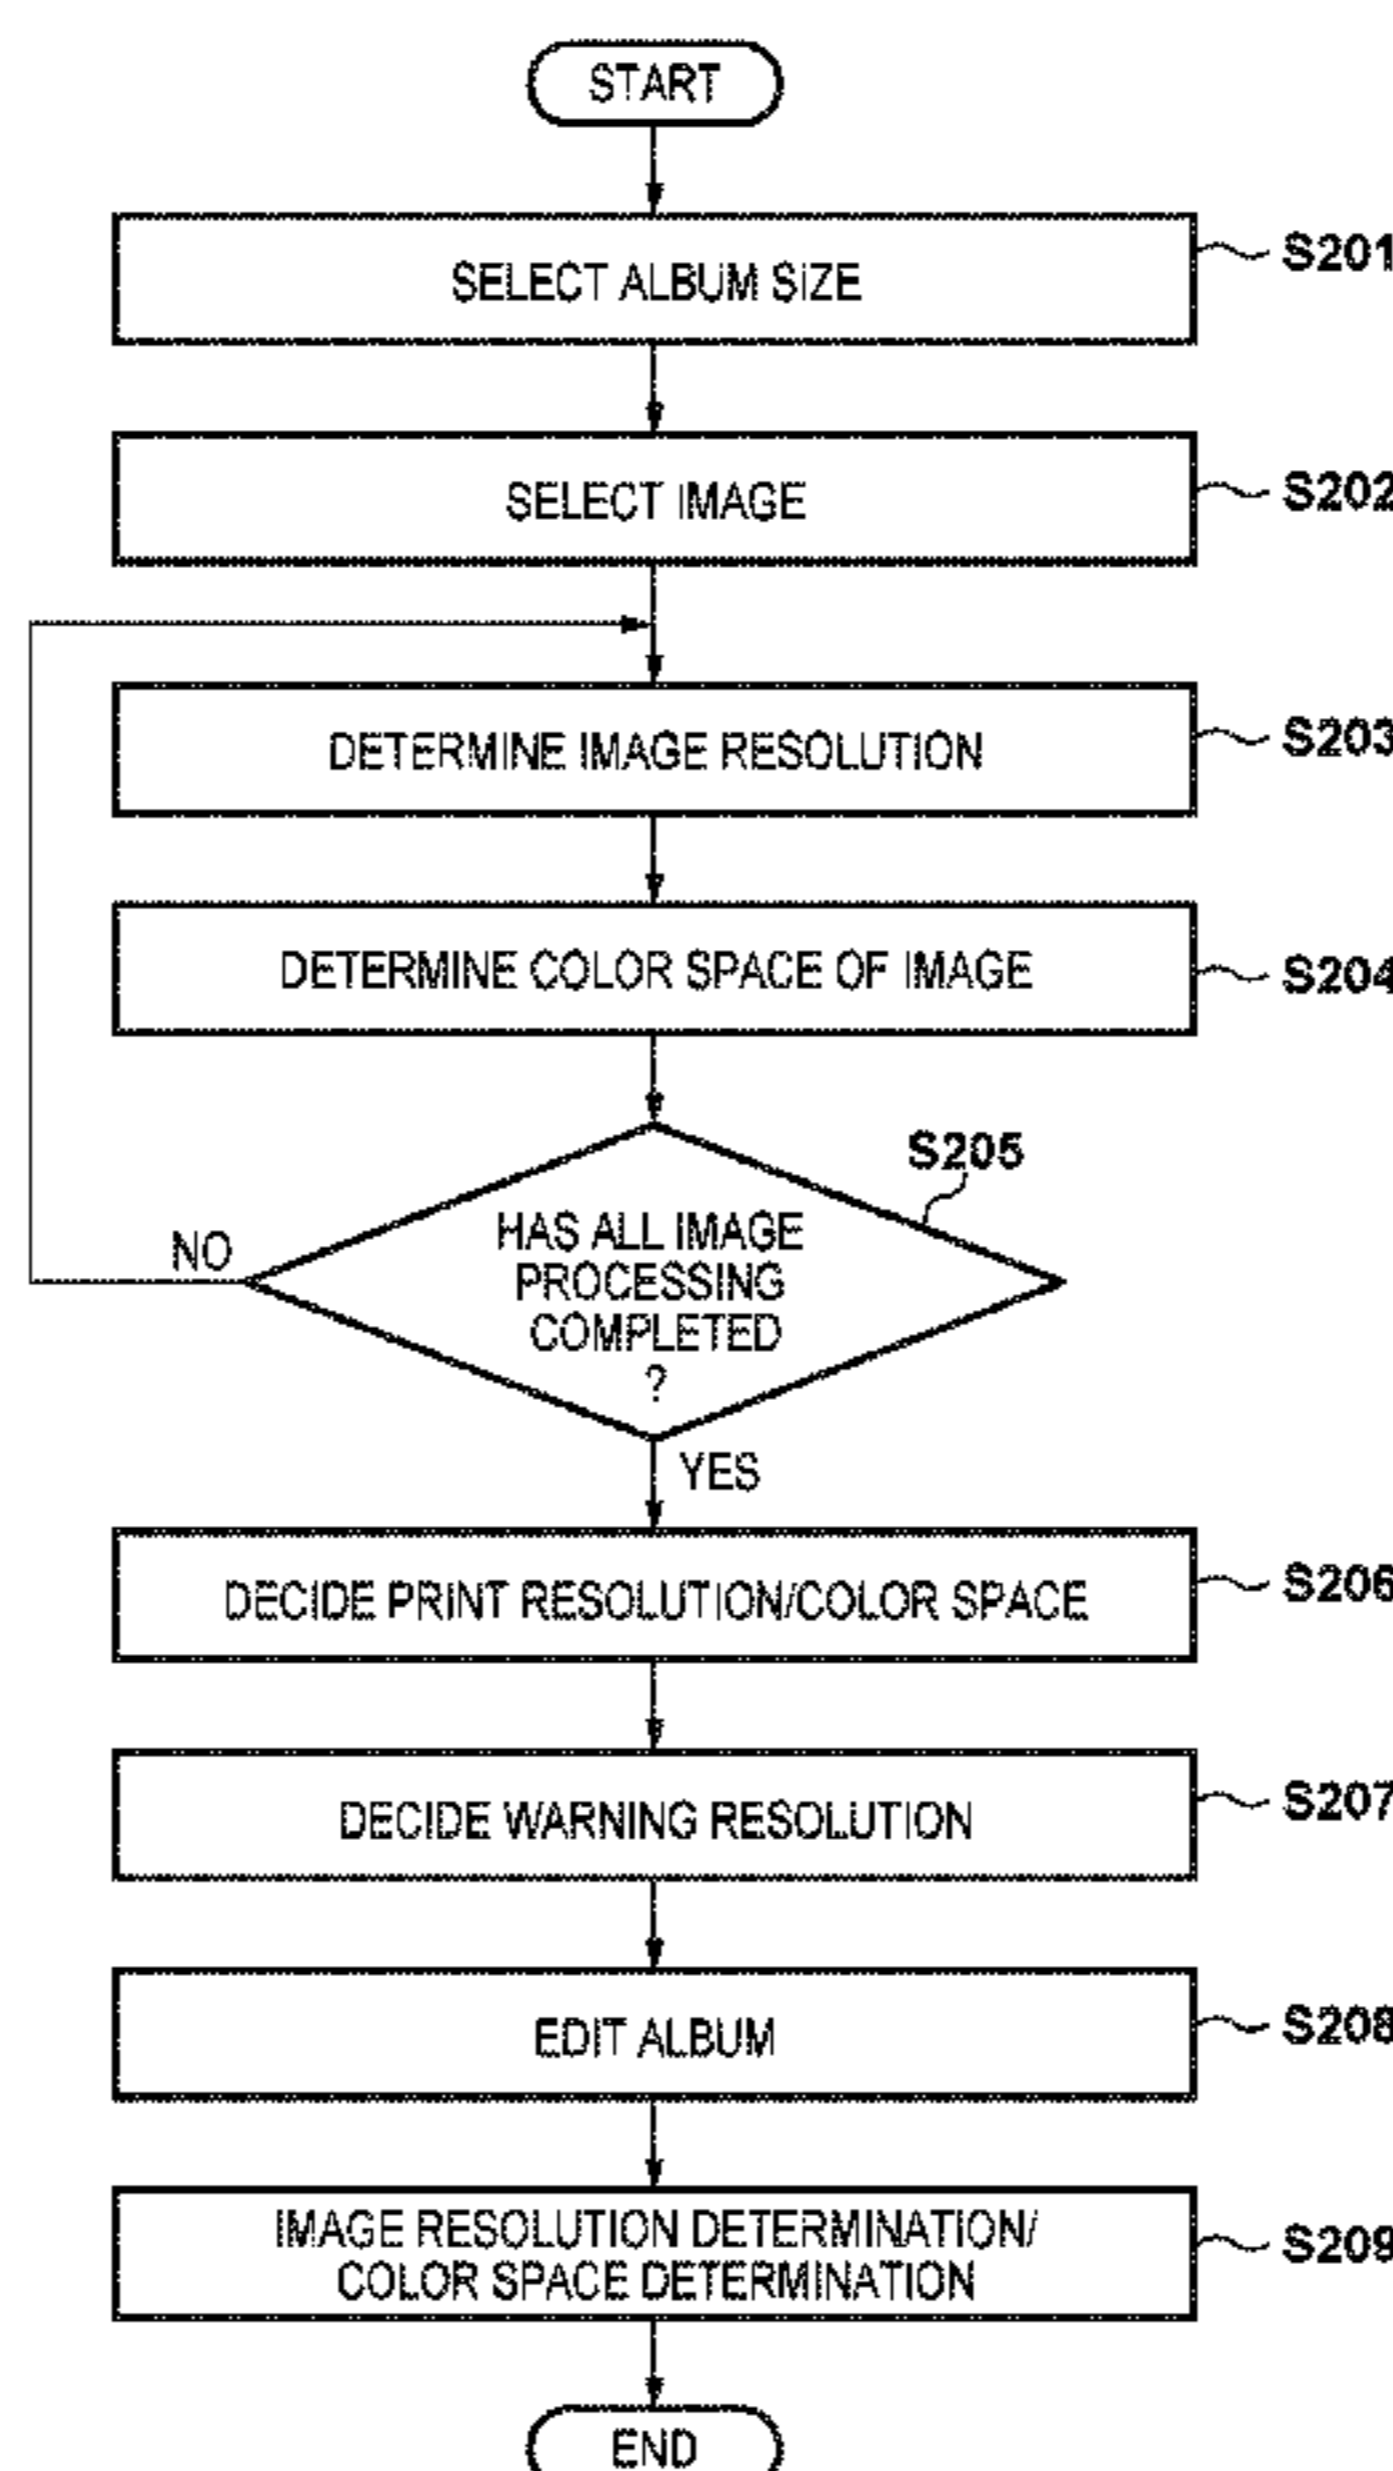 START
SELECT ALBUM SIZE
S201
SELECT IMAGE
S202
DETERMINE IMAGE RESOLUTION
S203
DETERMINE COLOR SPACE OF IMAGE
S204
S205
HAS ALL IMAGE
PROCESSING
COMPLETED
?
NO
YES
DECIDE PRINT RESOLUTION/COLOR SPACE
S206
DECIDE WARNING RESOLUTION
S207
EDIT ALBUM
S208
IMAGE RESOLUTION DETERMINATION/
COLOR SPACE DETERMINATION
S209
END